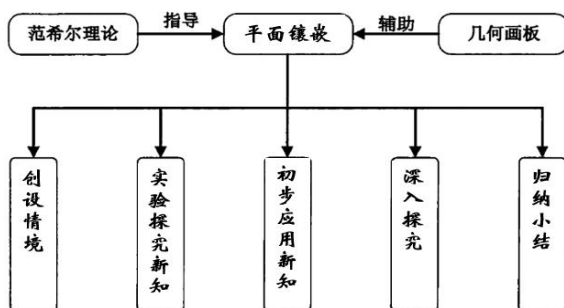 范希尔理论
指导
平面镶嵌
辅助
几何画板
创设情境
实验探究新知
初步应用新知
深入探究
归纳小结